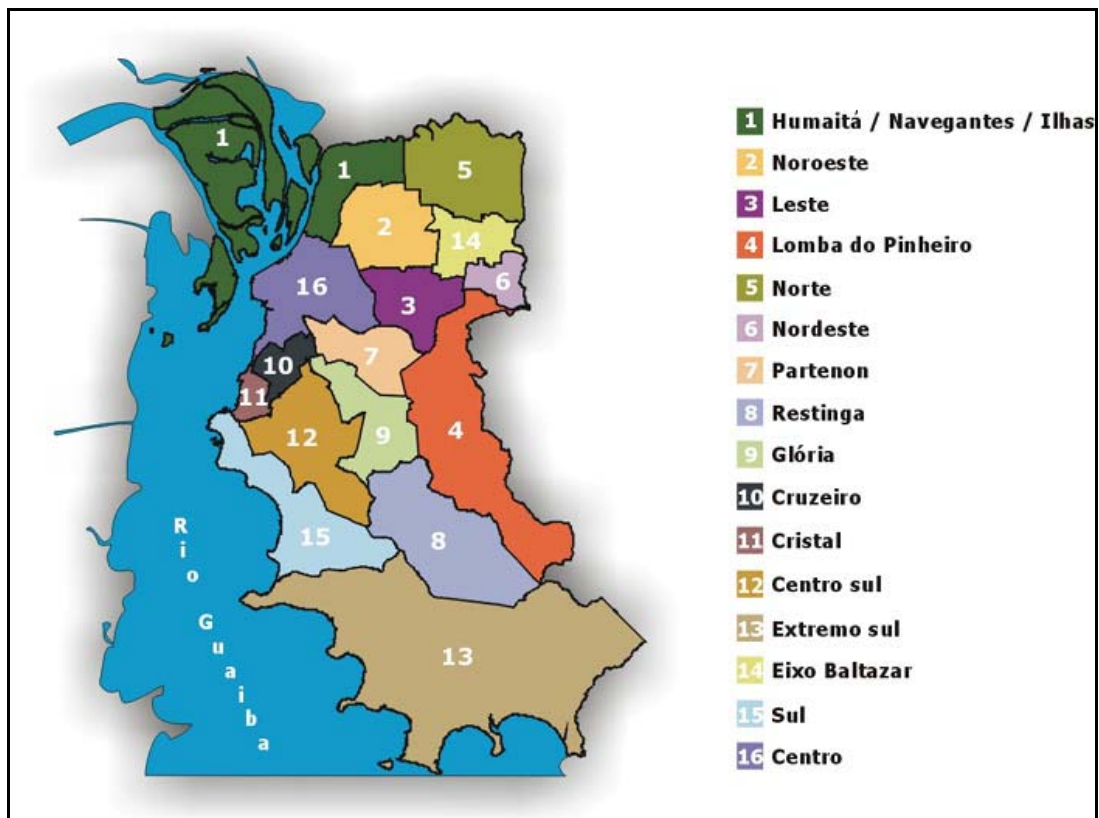 1
1
5
2
14
6
16
3
7
10
11
4
12
9
15
8
13
Rio Guaiba
1 Humaitá / Navegantes / Ilhas
2 Noroeste
3 Leste
4 Lomba do Pinheiro
5 Norte
6 Nordeste
7 Partenon
8 Restinga
9 Glória
10 Cruzeiro
11 Cristal
12 Centro sul
13 Extremo sul
14 Eixo Baltazar
15 Sul
16 Centro